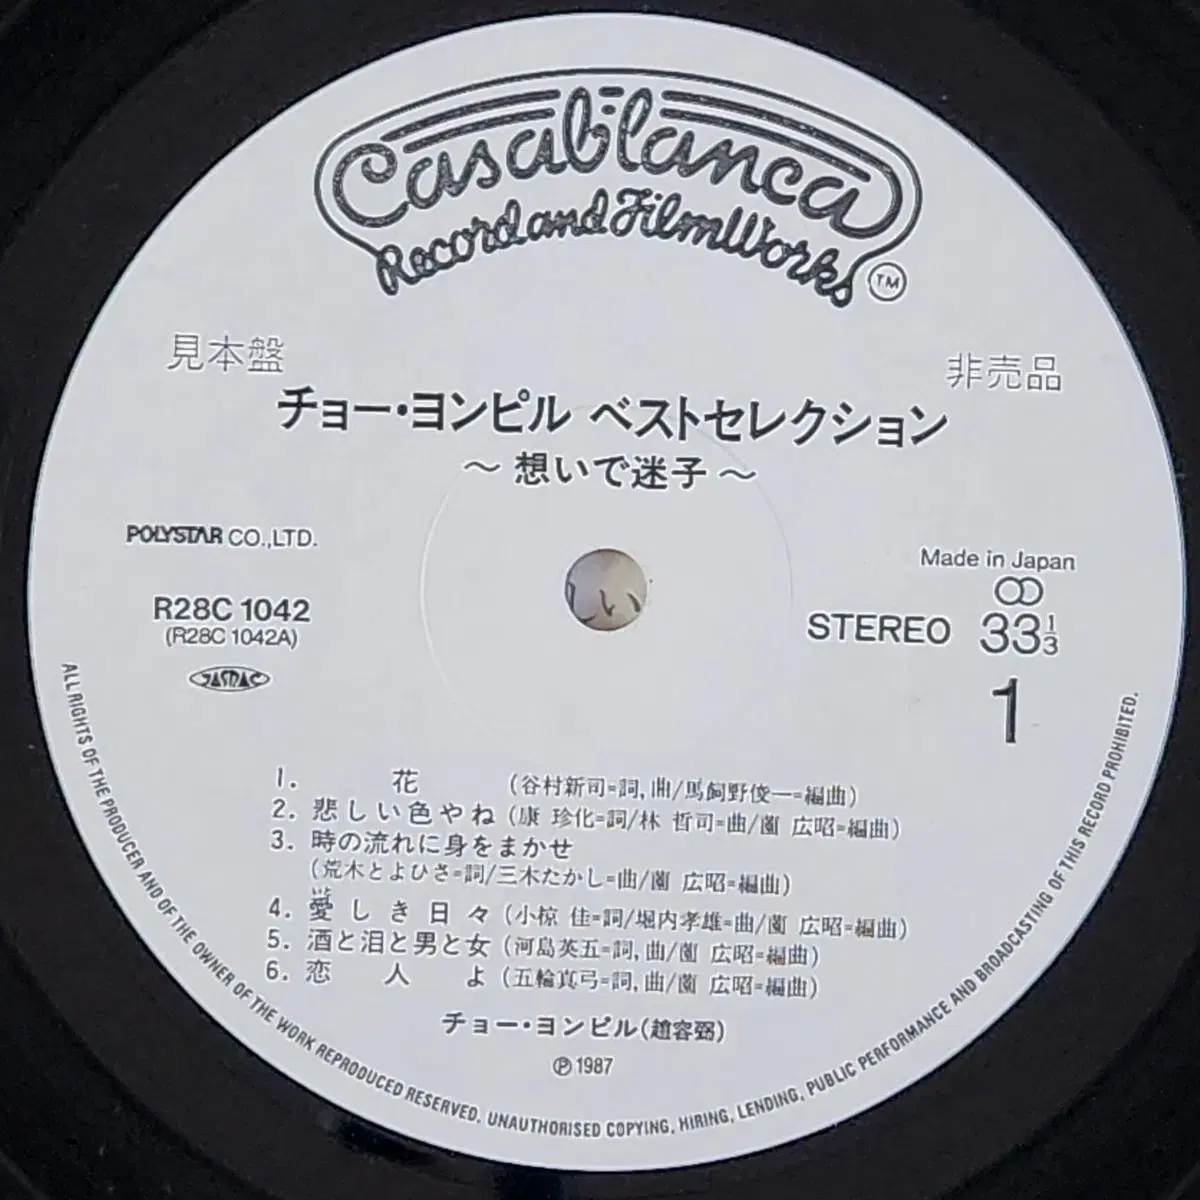 Casablanca
Record and FilmWorks TM
見本盤
非売品
チョー・ヨンピル ベストセレクション
～ 想いで迷子 ～
POLYSTAR CO.,LTD.
Made in Japan
R28C 1042
STEREO 33 1/3
(R28C 1042A)
JASRAC
1
1. 花 (谷村新司=詞,曲/馬飼野俊一=編曲)
2. 悲しい色やね (康 珍化=詞/林 哲司=曲/蘭 広昭=編曲)
3. 時の流れに身をまかせ
(荒木とよひさ=詞/三木たかし=曲/蘭 広昭=編曲)
いと
4. 愛しき日々 (小椋 佳=詞/堀内孝雄=曲/蘭 広昭=編曲)
5. 酒と泪と男と女 (河島英五=詞,曲/蘭 広昭=編曲)
6. 恋人よ (五輪真弓=詞,曲/蘭 広昭=編曲)
チョー・ヨンピル(趙容弼)
Ⓟ 1987
ALL RIGHTS OF THE PRODUCER AND OF THE OWNER OF THE WORK REPRODUCED RESERVED. UNAUTHORISED COPYING, HIRING, LENDING, PUBLIC PERFORMANCE AND BROADCASTING OF THIS RECORD PROHIBITED.